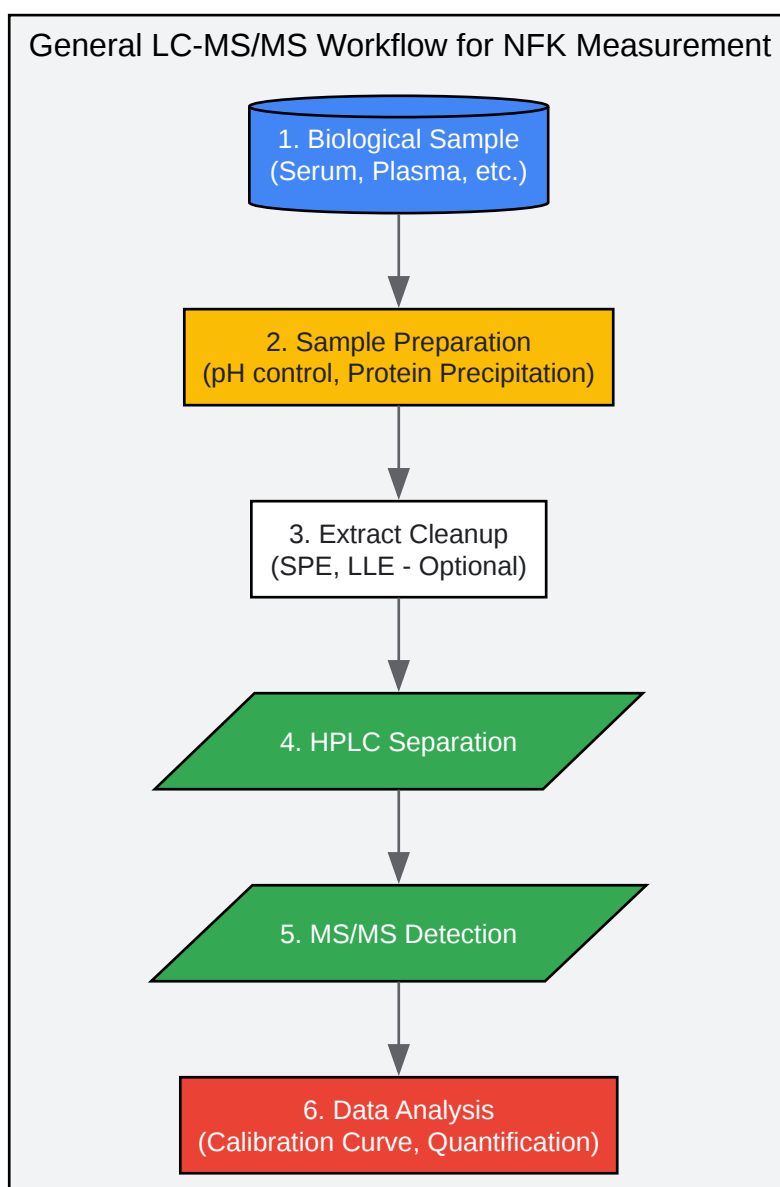 General LC-MS/MS Workflow for NFK Measurement
1. Biological Sample
(Serum, Plasma, etc.)
2. Sample Preparation
(pH control, Protein Precipitation)
3. Extract Cleanup
(SPE, LLE - Optional)
4. HPLC Separation
5. MS/MS Detection
6. Data Analysis
(Calibration Curve, Quantification)